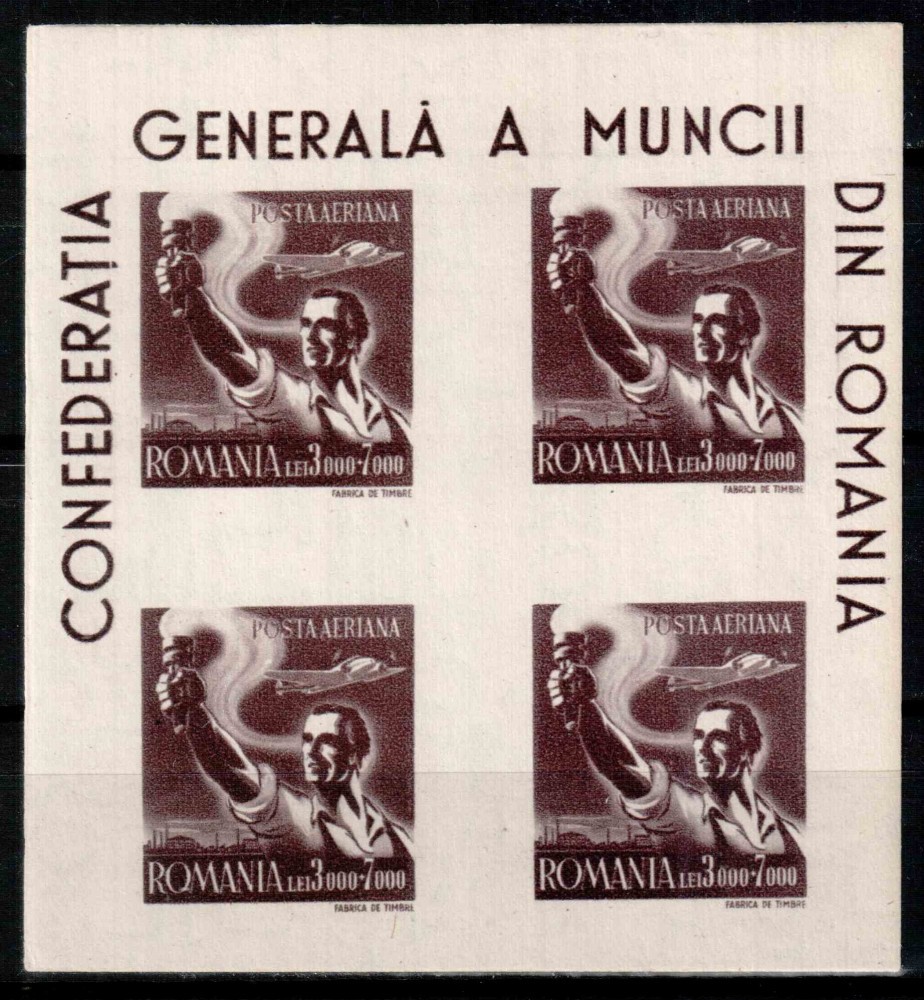 CONFEDERAȚIA
GENERALĂ A MUNCII
DIN ROMANIA
POSTA AERIANA
ROMANIA LEI 3000+7000
FABRICA DE TIMBRE
POSTA AERIANA
ROMANIA LEI 3000+7000
FABRICA DE TIMBRE
POSTA AERIANA
ROMANIA LEI 3000+7000
FABRICA DE TIMBRE
POSTA AERIANA
ROMANIA LEI 3000+7000
FABRICA DE TIMBRE